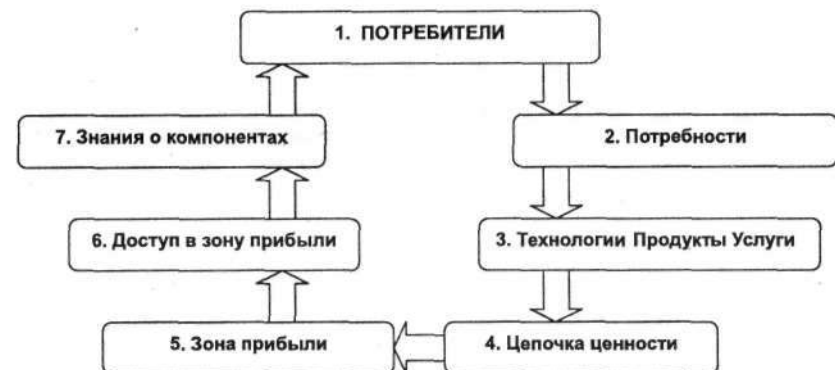 1. ПОТРЕБИТЕЛИ
2. Потребности
3. Технологии Продукты Услуги
4. Цепочка ценности
5. Зона прибыли
6. Доступ в зону прибыли
7. Знания о компонентах